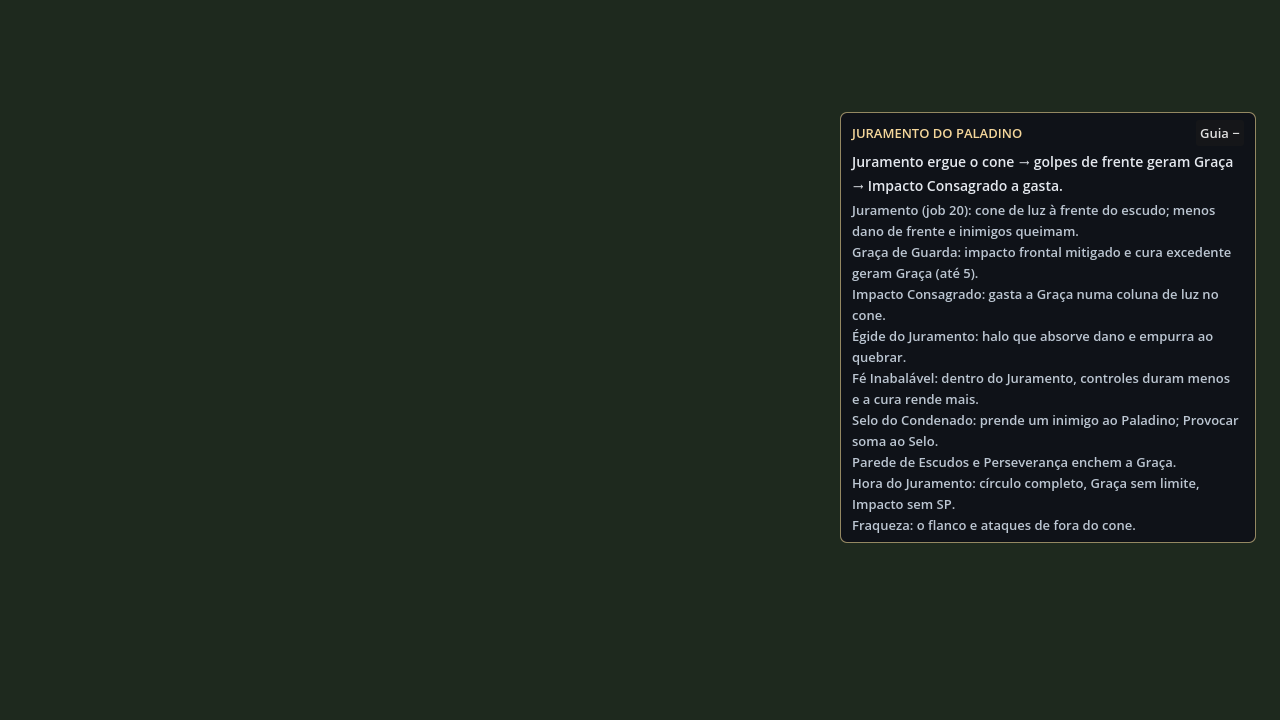 JURAMENTO DO PALADINO
Guia −
Juramento ergue o cone → golpes de frente geram Graça
→ Impacto Consagrado a gasta.
Juramento (job 20): cone de luz à frente do escudo; menos
dano de frente e inimigos queimam.
Graça de Guarda: impacto frontal mitigado e cura excedente
geram Graça (até 5).
Impacto Consagrado: gasta a Graça numa coluna de luz no
cone.
Égide do Juramento: halo que absorve dano e empurra ao
quebrar.
Fé Inabalável: dentro do Juramento, controles duram menos
e a cura rende mais.
Selo do Condenado: prende um inimigo ao Paladino; Provocar
soma ao Selo.
Parede de Escudos e Perseverança enchem a Graça.
Hora do Juramento: círculo completo, Graça sem limite,
Impacto sem SP.
Fraqueza: o flanco e ataques de fora do cone.